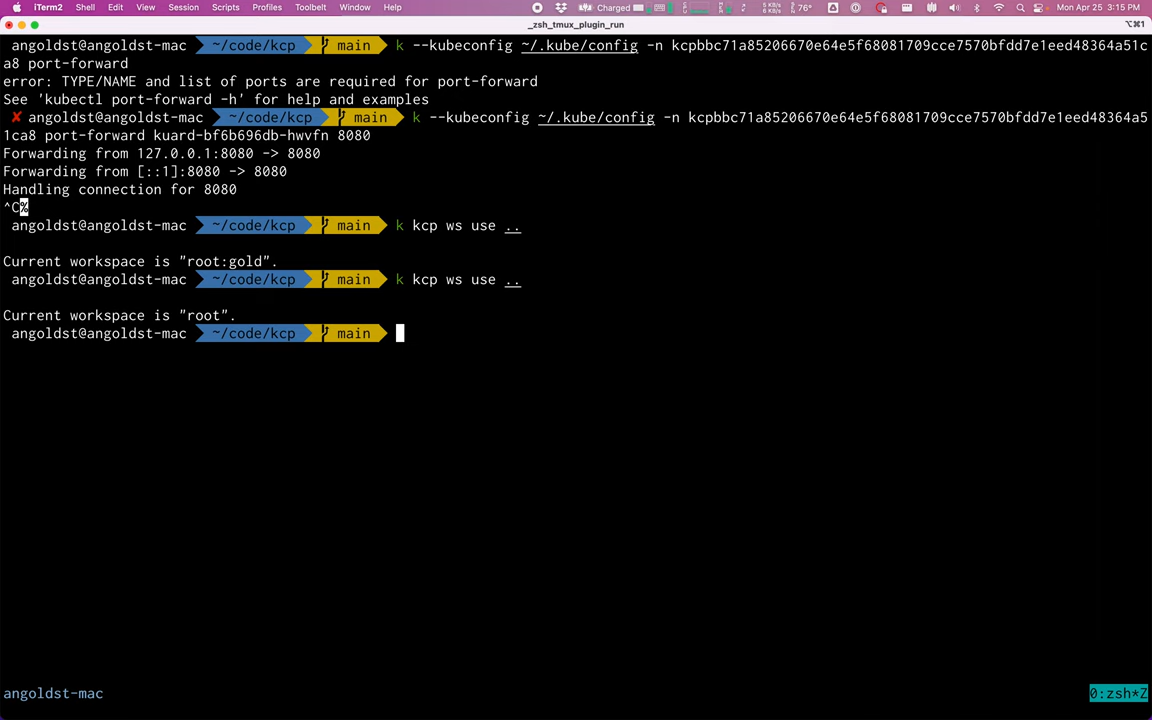 iTerm2 Shell Edit View Session Scripts Profiles Toolbelt Window Help Charged 76° Mon Apr 25 3:15 PM
_zsh_tmux_plugin_run ⌥⌘1
angoldst@angoldst-mac ~/code/kcp main k --kubeconfig ~/.kube/config -n kcpbbc71a85206670e64e5f68081709cce7570bfdd7e1eed48364a51c
a8 port-forward
error: TYPE/NAME and list of ports are required for port-forward
See 'kubectl port-forward -h' for help and examples
✘ angoldst@angoldst-mac ~/code/kcp main k --kubeconfig ~/.kube/config -n kcpbbc71a85206670e64e5f68081709cce7570bfdd7e1eed48364a5
1ca8 port-forward kuard-bf6b696db-hwvfn 8080
Forwarding from 127.0.0.1:8080 -> 8080
Forwarding from [::1]:8080 -> 8080
Handling connection for 8080
^C%
angoldst@angoldst-mac ~/code/kcp main k kcp ws use ..
Current workspace is "root:gold".
angoldst@angoldst-mac ~/code/kcp main k kcp ws use ..
Current workspace is "root".
angoldst@angoldst-mac ~/code/kcp main
angoldst-mac 0:zsh*Z